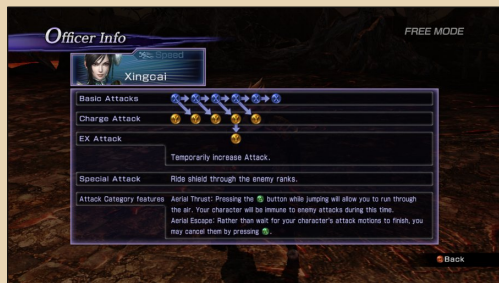 Officer Info
FREE MODE
Speed
Xingcai
Basic Attacks
Charge Attack
EX Attack
Temporarily increase Attack.
Special Attack
Ride shield through the enemy ranks.
Attack Category features
Aerial Thrust: Pressing the button while jumping will allow you to run through
the sir. Your character will be immune to enemy attacks during this time.
Aerial Escape: Rather than wait for your character's attack motions to finish, you
may cancel them by pressing .
Back